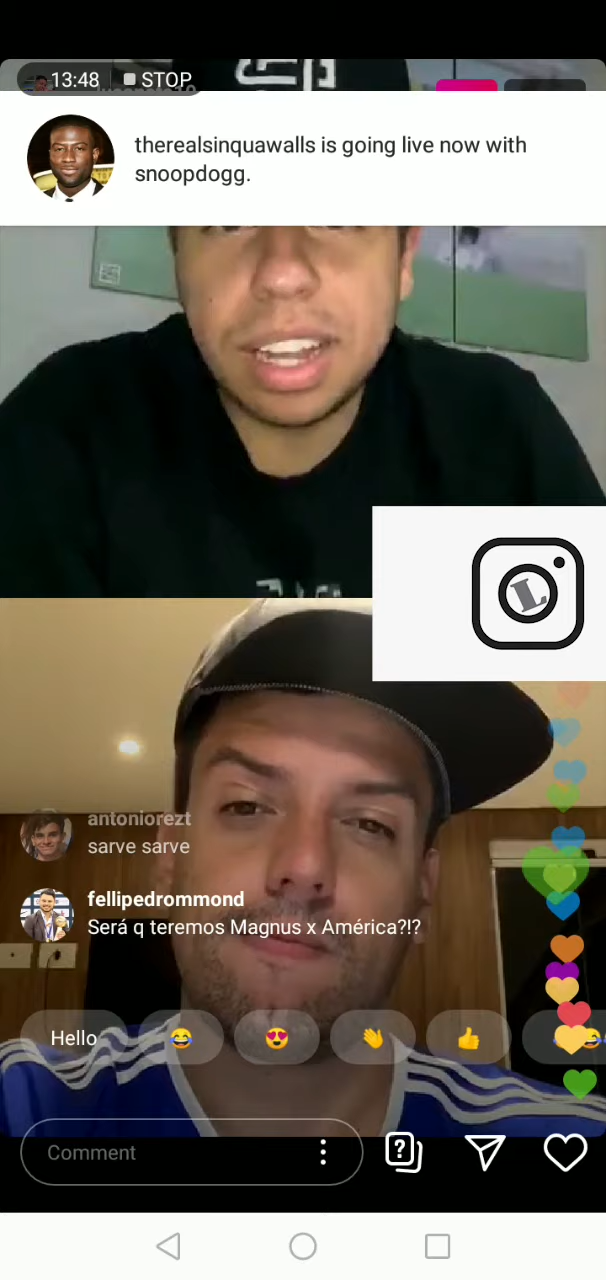 13:48 STOP
therealsinquawalls is going live now with
snoopdogg.
L
antoniorezt
sarve sarve
fellipedrommond
Será q teremos Magnus x América?!?
Hello
Comment